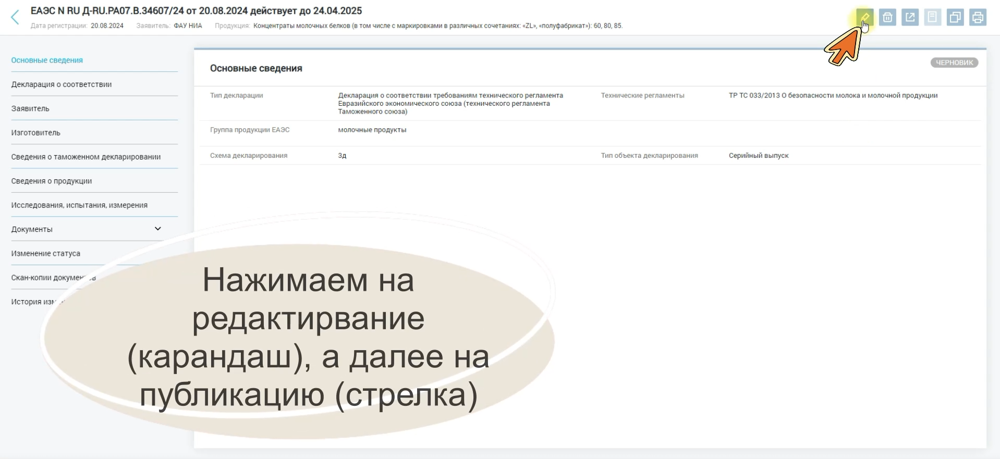 ЕАЭС N RU Д-RU.РА07.В.34607/24 от 20.08.2024 действует до 24.04.2025
Дата регистрации: 20.08.2024 Заявитель: ФАУ НИА Продукция: Концентраты молочных белков (в том числе с маркировками в различных сочетаниях: «ZL», «полуфабрикат»): 60, 80, 85.
Основные сведения
Декларация о соответствии
Заявитель
Изготовитель
Сведения о таможенном декларировании
Сведения о продукции
Исследования, испытания, измерения
Документы
Изменение статуса
Скан-копии
История
Основные сведения
ЧЕРНОВИК
Тип декларации
Декларация о соответствии требованиям технического регламента
Евразийского экономического союза (технического регламента
Таможенного союза)
Технические регламенты
ТР ТС 033/2013 О безопасности молока и молочной продукции
Группа продукции ЕАЭС
молочные продукты
Схема декларирования
3д
Тип объекта декларирования
Серийный выпуск
Нажимаем на
редактирвание
(карандаш), а далее на
публикацию (стрелка)